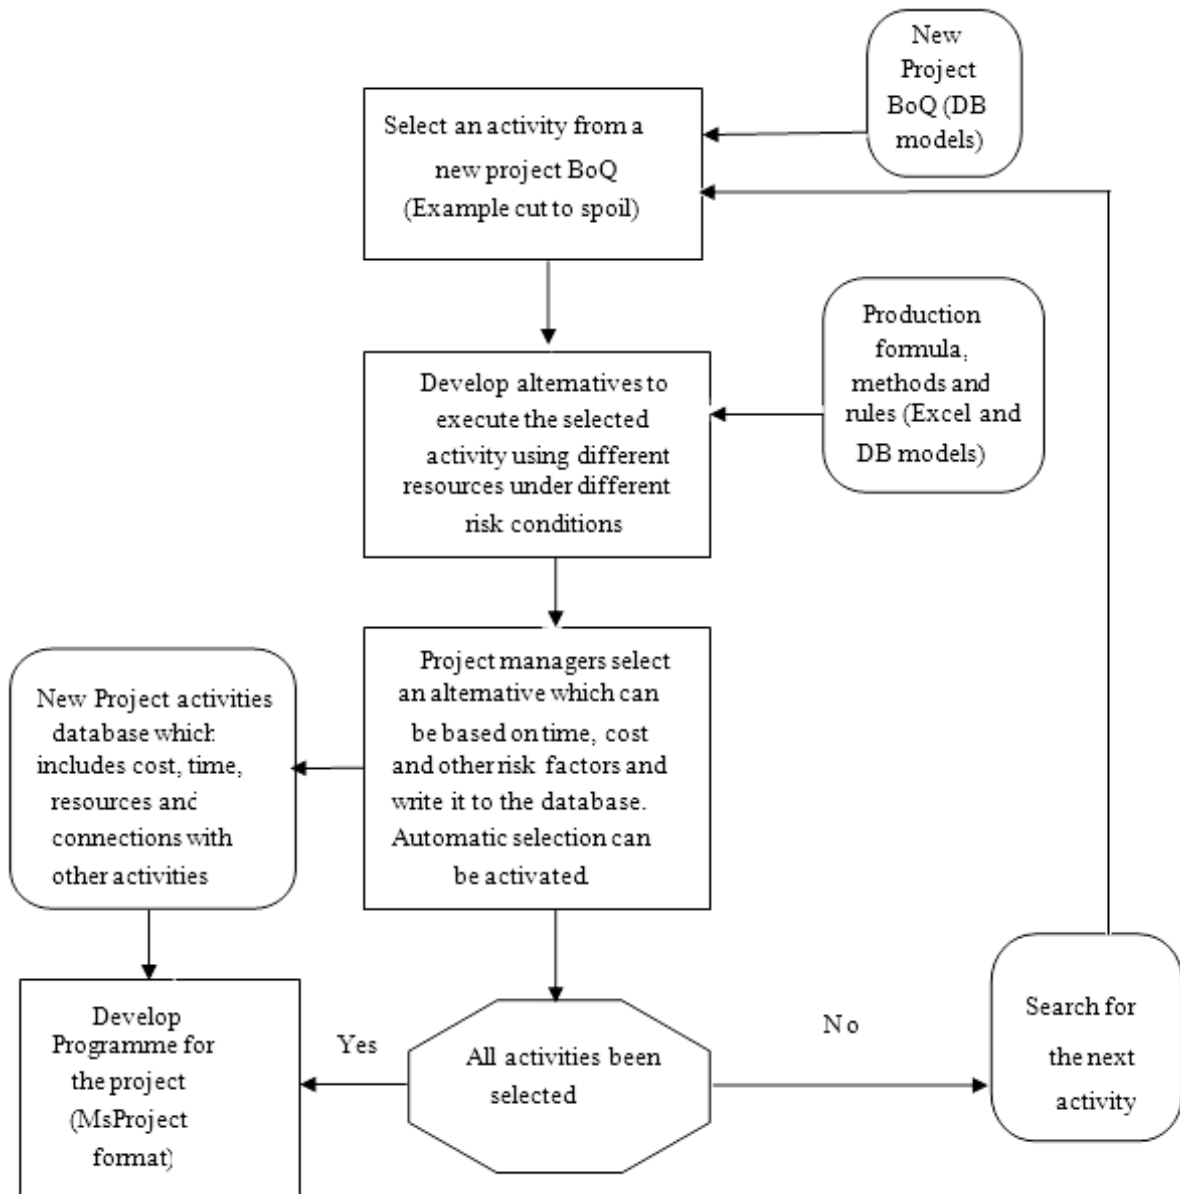 New
Project
BoQ (DB
models)
Select an activity from a
new project BoQ
(Example cut to spoil)
Production
formula,
methods and
rules (Excel and
DB models)
Develop alternatives to
execute the selected
activity using different
resources under different
risk conditions
Project managers select
an alternative which can
be based on time, cost
and other risk factors and
write it to the database.
Automatic selection can
be activated
New Project activities
database which
includes cost, time,
resources and
connections with
other activities
Develop
Programme for
the project
(MsProject
format)
Yes
All activities been
selected
No
Search for
the next
activity